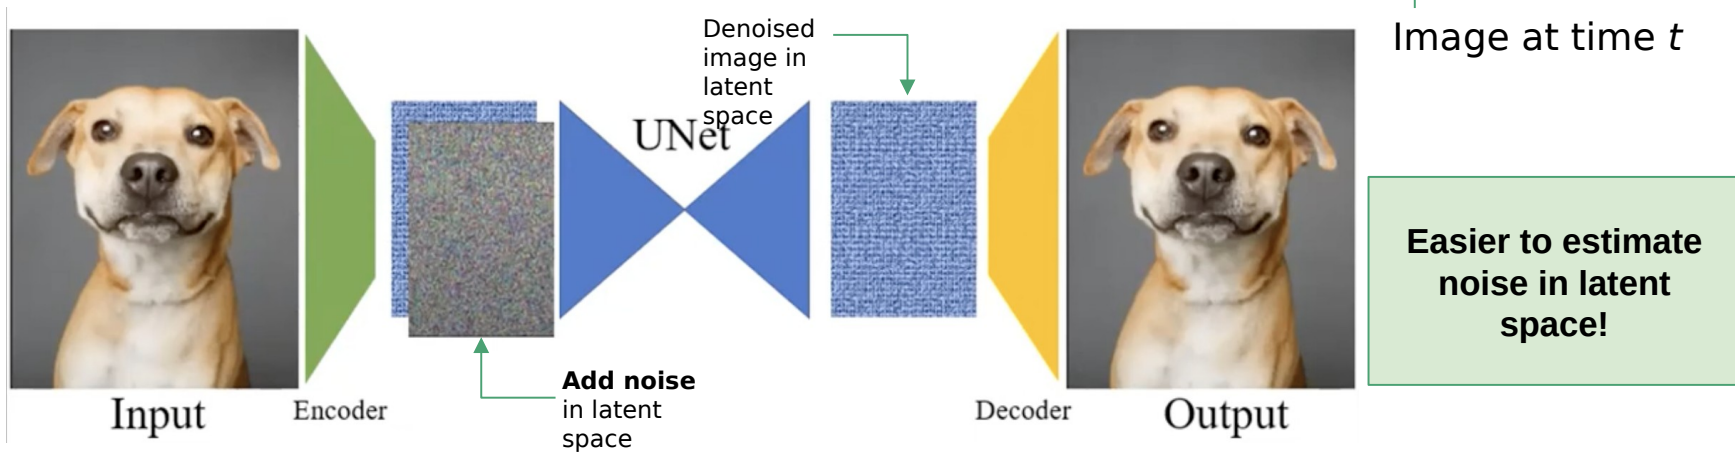 Denoised
image in
latent
space
Image at time t
UNet
Easier to estimate
noise in latent
space!
Add noise
in latent
space
Input
Encoder
Decoder
Output